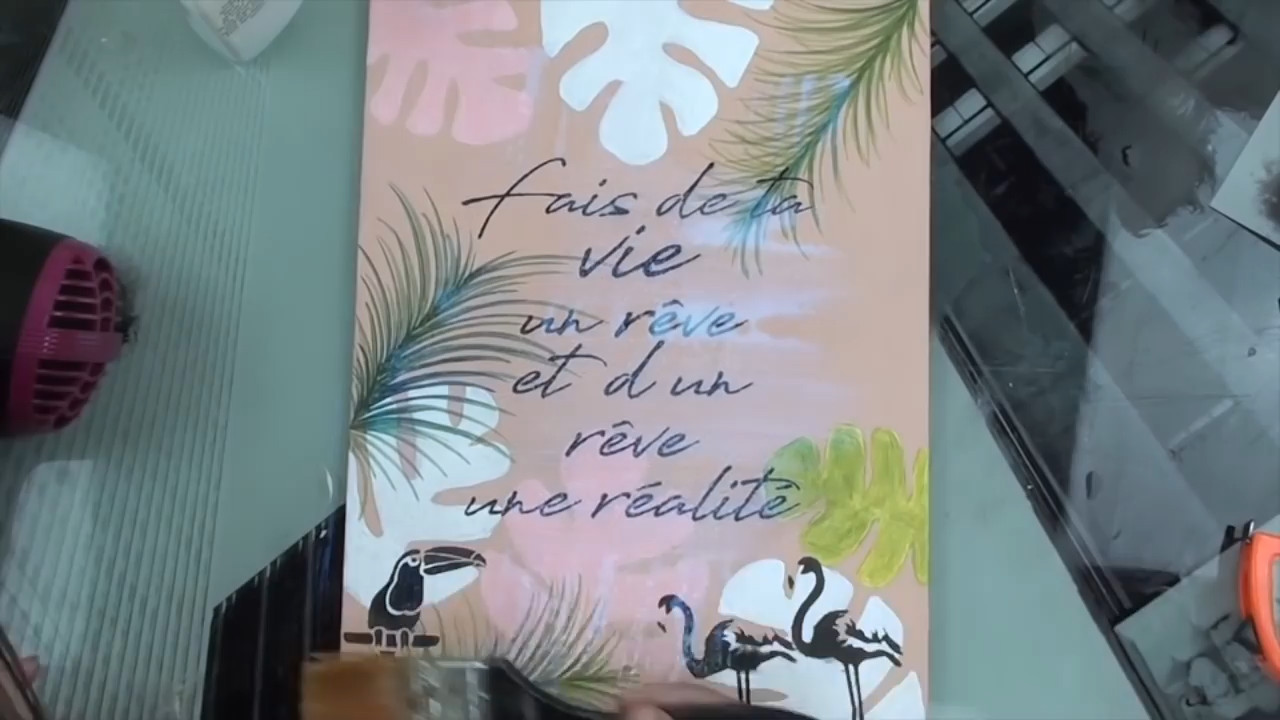 fais de ta
vie
un rêve
et d un
rêve
une réalité